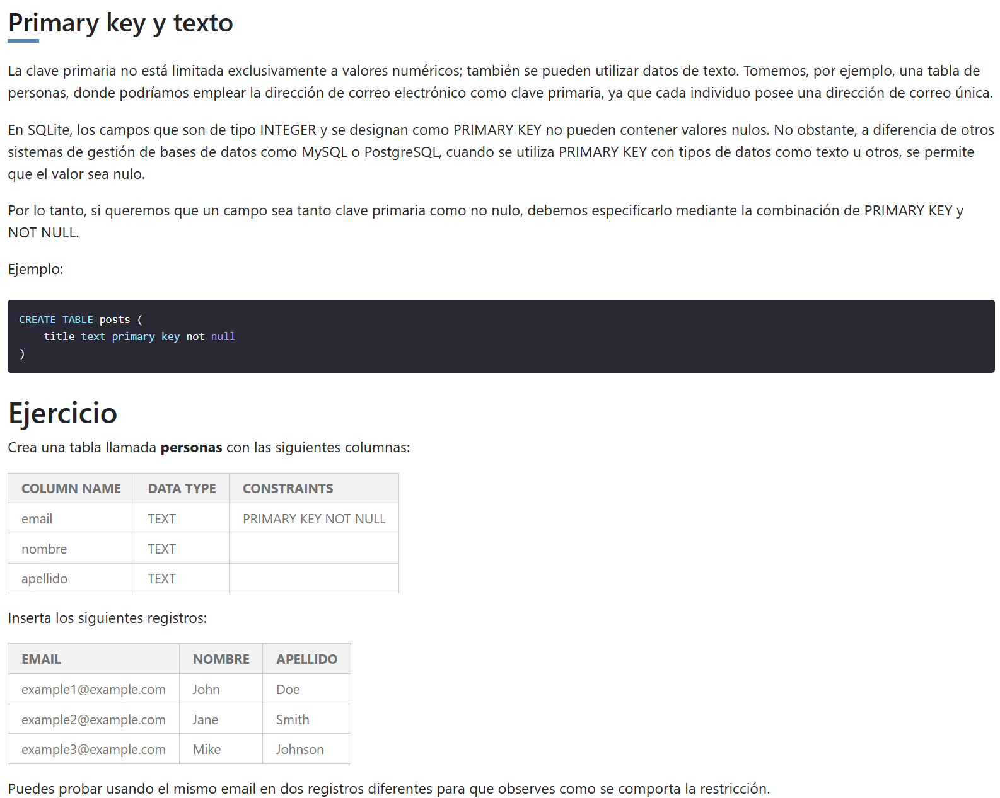 Primary key y texto
La clave primaria no está limitada exclusivamente a valores numéricos; también se pueden utilizar datos de texto. Tomemos, por ejemplo, una tabla de
personas, donde podríamos emplear la dirección de correo electrónico como clave primaria, ya que cada individuo posee una dirección de correo única.
En SQLite, los campos que son de tipo INTEGER y se designan como PRIMARY KEY no pueden contener valores nulos. No obstante, a diferencia de otros
sistemas de gestión de bases de datos como MySQL o PostgreSQL, cuando se utiliza PRIMARY KEY con tipos de datos como texto u otros, se permite
que el valor sea nulo.
Por lo tanto, si queremos que un campo sea tanto clave primaria como no nulo, debemos especificarlo mediante la combinación de PRIMARY KEY y
NOT NULL.
Ejemplo:
CREATE TABLE posts (
    title text primary key not null
)
Ejercicio
Crea una tabla llamada personas con las siguientes columnas:
COLUMN NAME DATA TYPE CONSTRAINTS
email TEXT PRIMARY KEY NOT NULL
nombre TEXT
apellido TEXT
Inserta los siguientes registros:
EMAIL NOMBRE APELLIDO
example1@example.com John Doe
example2@example.com Jane Smith
example3@example.com Mike Johnson
Puedes probar usando el mismo email en dos registros diferentes para que observes como se comporta la restricción.